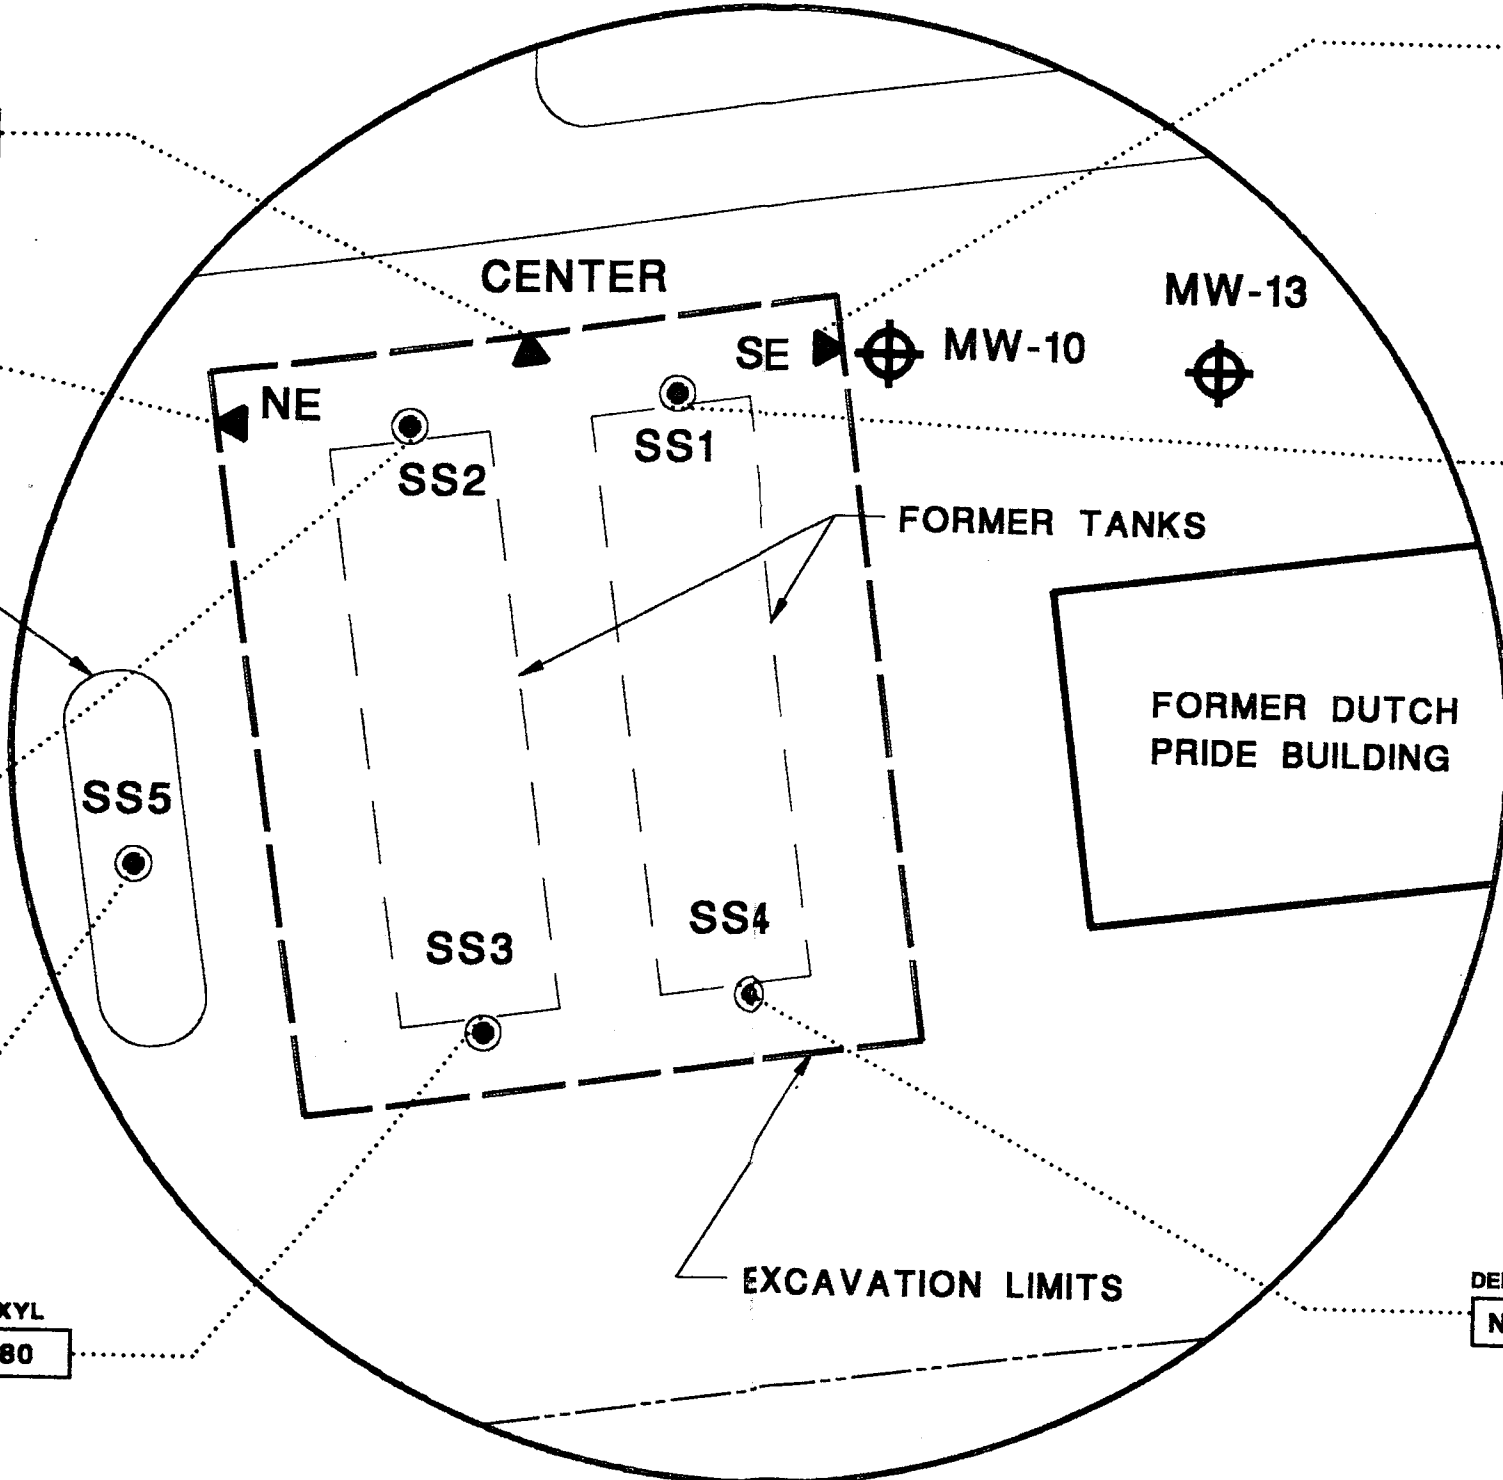 CENTER
MW-13
SE
MW-10
NE
SS1
SS2
FORMER TANKS
FORMER DUTCH
PRIDE BUILDING
SS5
SS4
SS3
EXCAVATION LIMITS
XYL
80